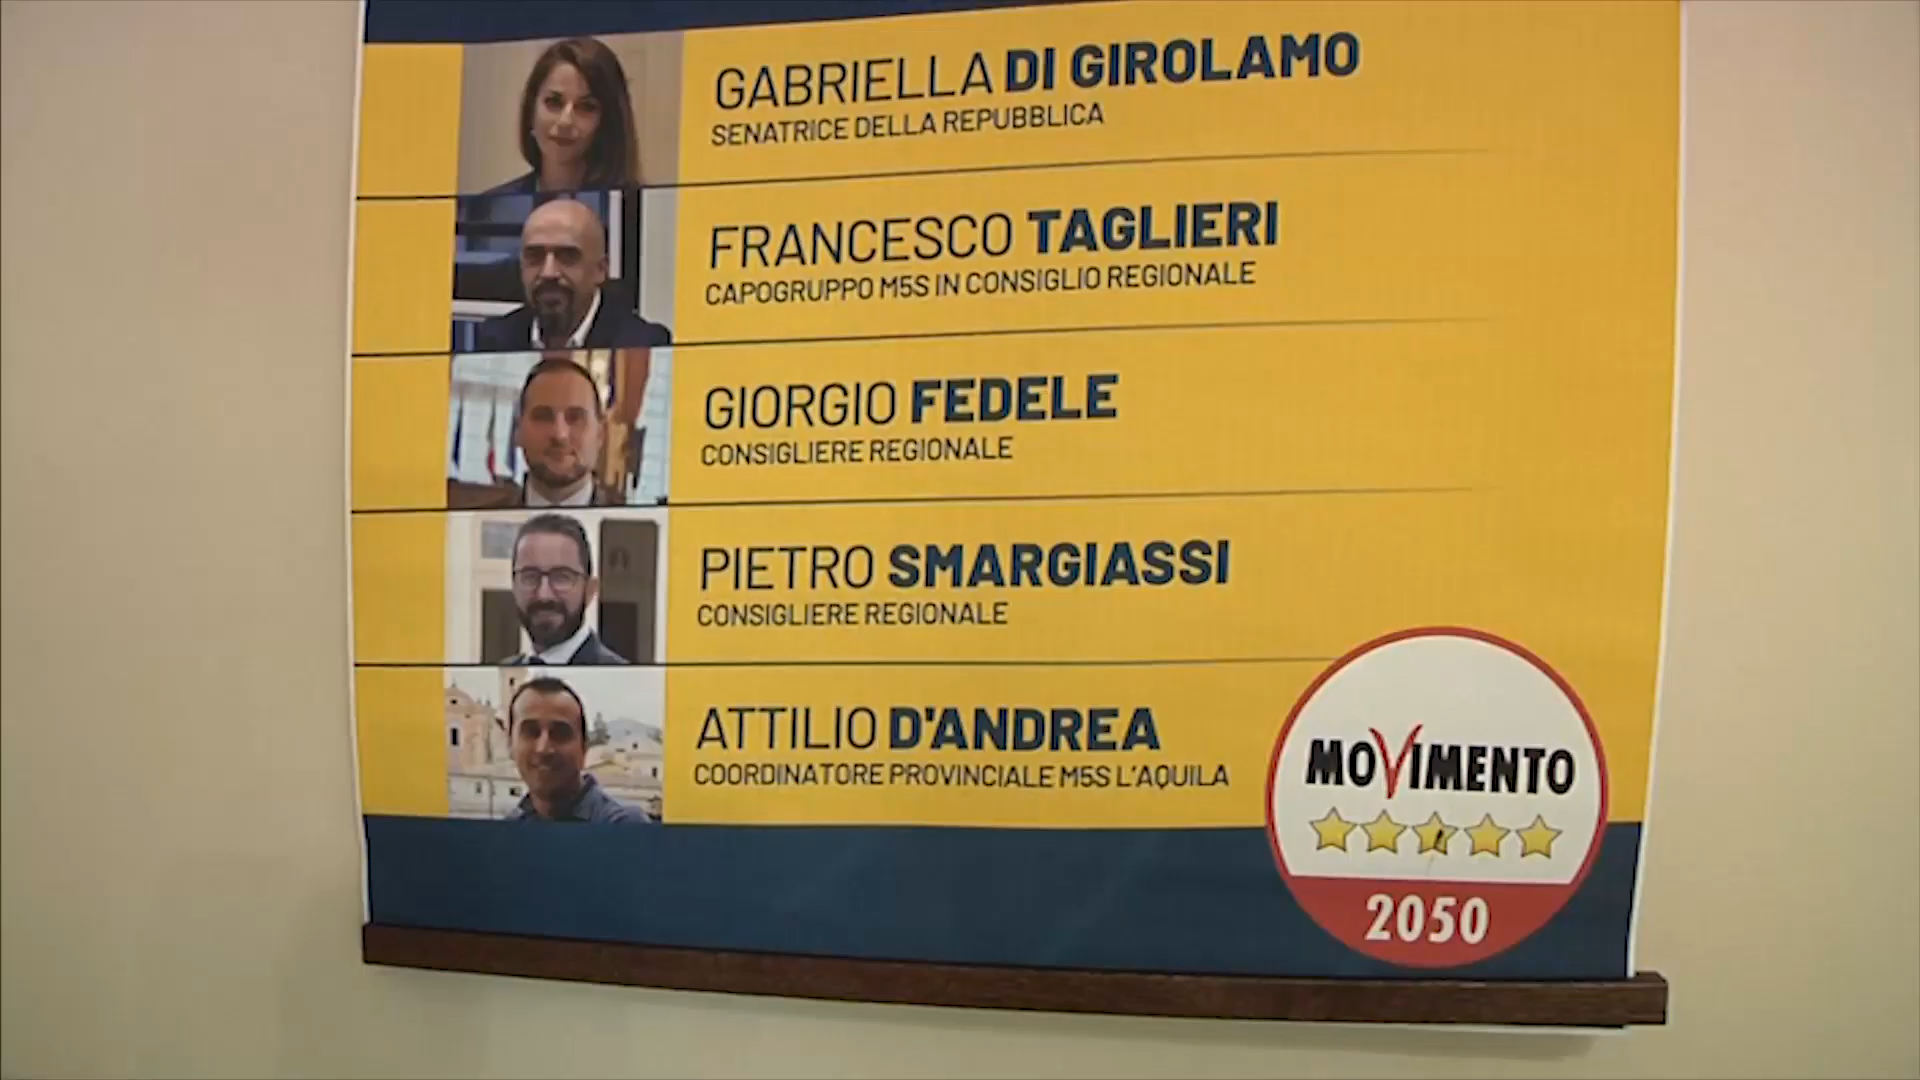 GABRIELLA DI GIROLAMO
SENATRICE DELLA REPUBBLICA
FRANCESCO TAGLIERI
CAPOGRUPPO M5S IN CONSIGLIO REGIONALE
GIORGIO FEDELE
CONSIGLIERE REGIONALE
PIETRO SMARGIASSI
CONSIGLIERE REGIONALE
ATTILIO D'ANDREA
COORDINATORE PROVINCIALE M5S L'AQUILA
MOVIMENTO
2050